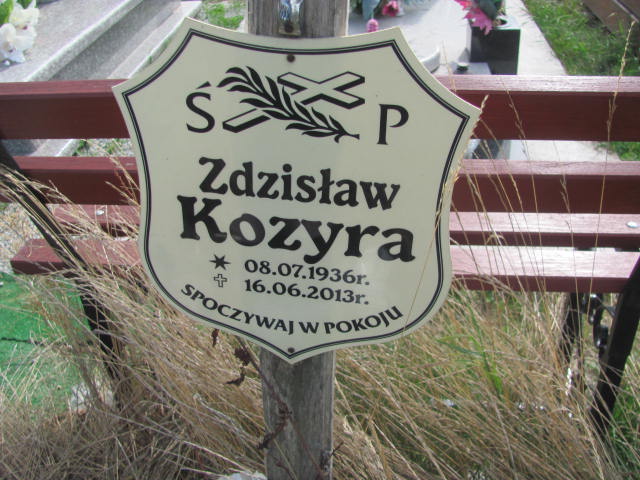 Ś P
Zdzisław
Kozyra
08.07.1936r.
16.06.2013r.
SPOCZYWAJ W POKOJU